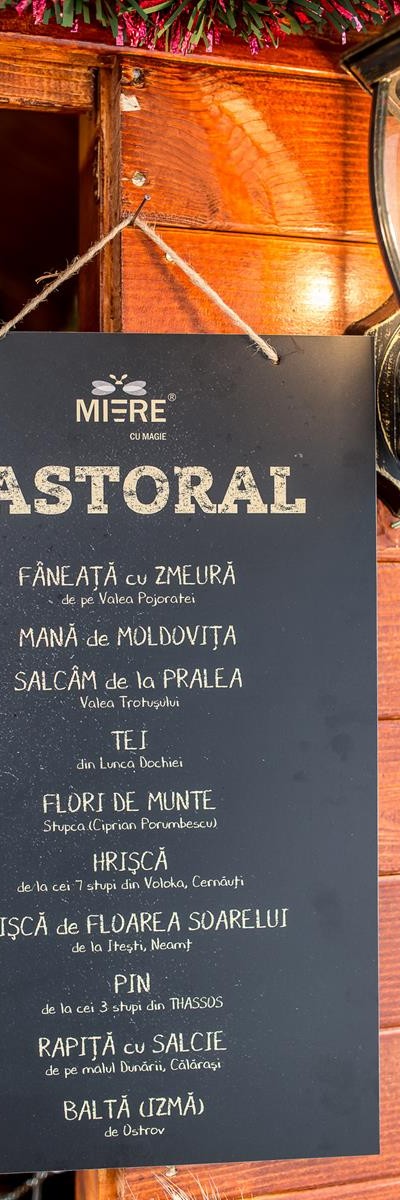 MIERE®
CU MAGIE
ASTORAL
FÂNEAȚĂ cu ZMEURĂ
de pe Valea Pojoratei
MANĂ de MOLDOVIȚA
SALCÂM de la PRALEA
Valea Trotușului
TEI
din Lunca Dochiei
FLORI DE MUNTE
Stupca (Ciprian Porumbescu)
HRIȘCĂ
de la cei 7 stupi din Voloka, Cernăuți
IȘCĂ de FLOAREA SOARELUI
de la Itești, Neamț
PIN
de la cei 3 stupi din THASSOS
RAPIȚĂ cu SALCIE
de pe malul Dunării, Călărași
BALTĂ (IZMĂ)
de Ostrov